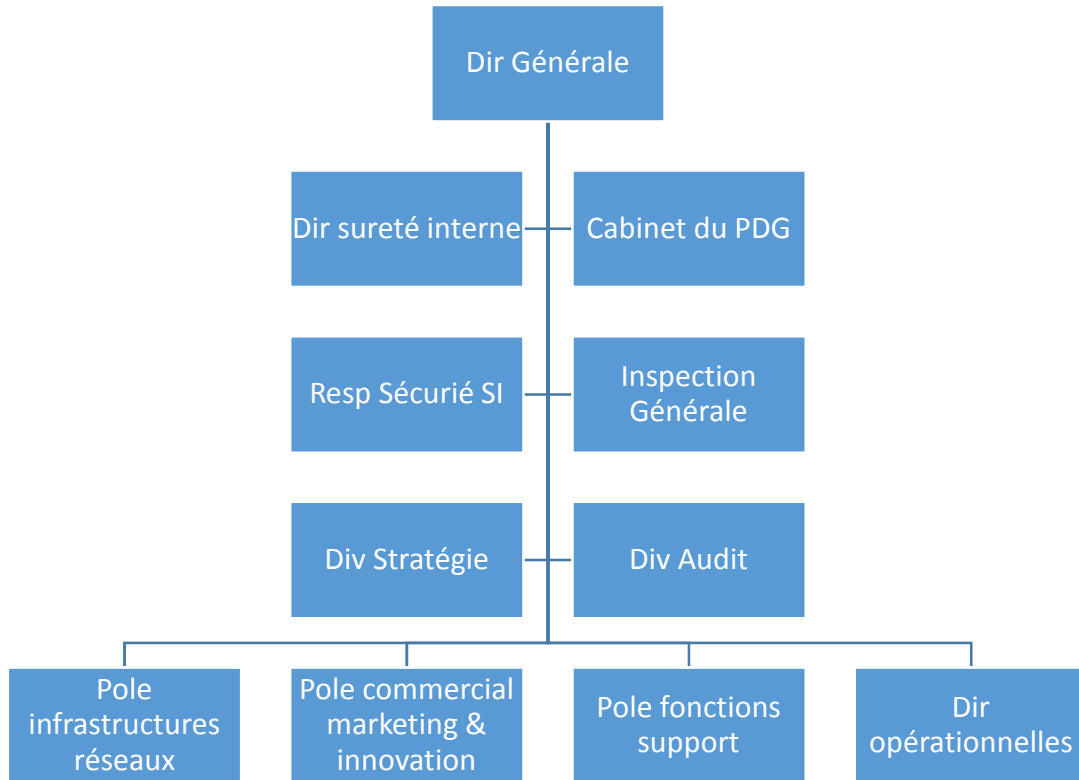 Dir Générale
Dir sureté interne
Cabinet du PDG
Resp Sécurié SI
Inspection
Générale
Div Stratégie
Div Audit
Pole
infrastructures
réseaux
Pole commercial
marketing &
innovation
Pole fonctions
support
Dir
opérationnelles